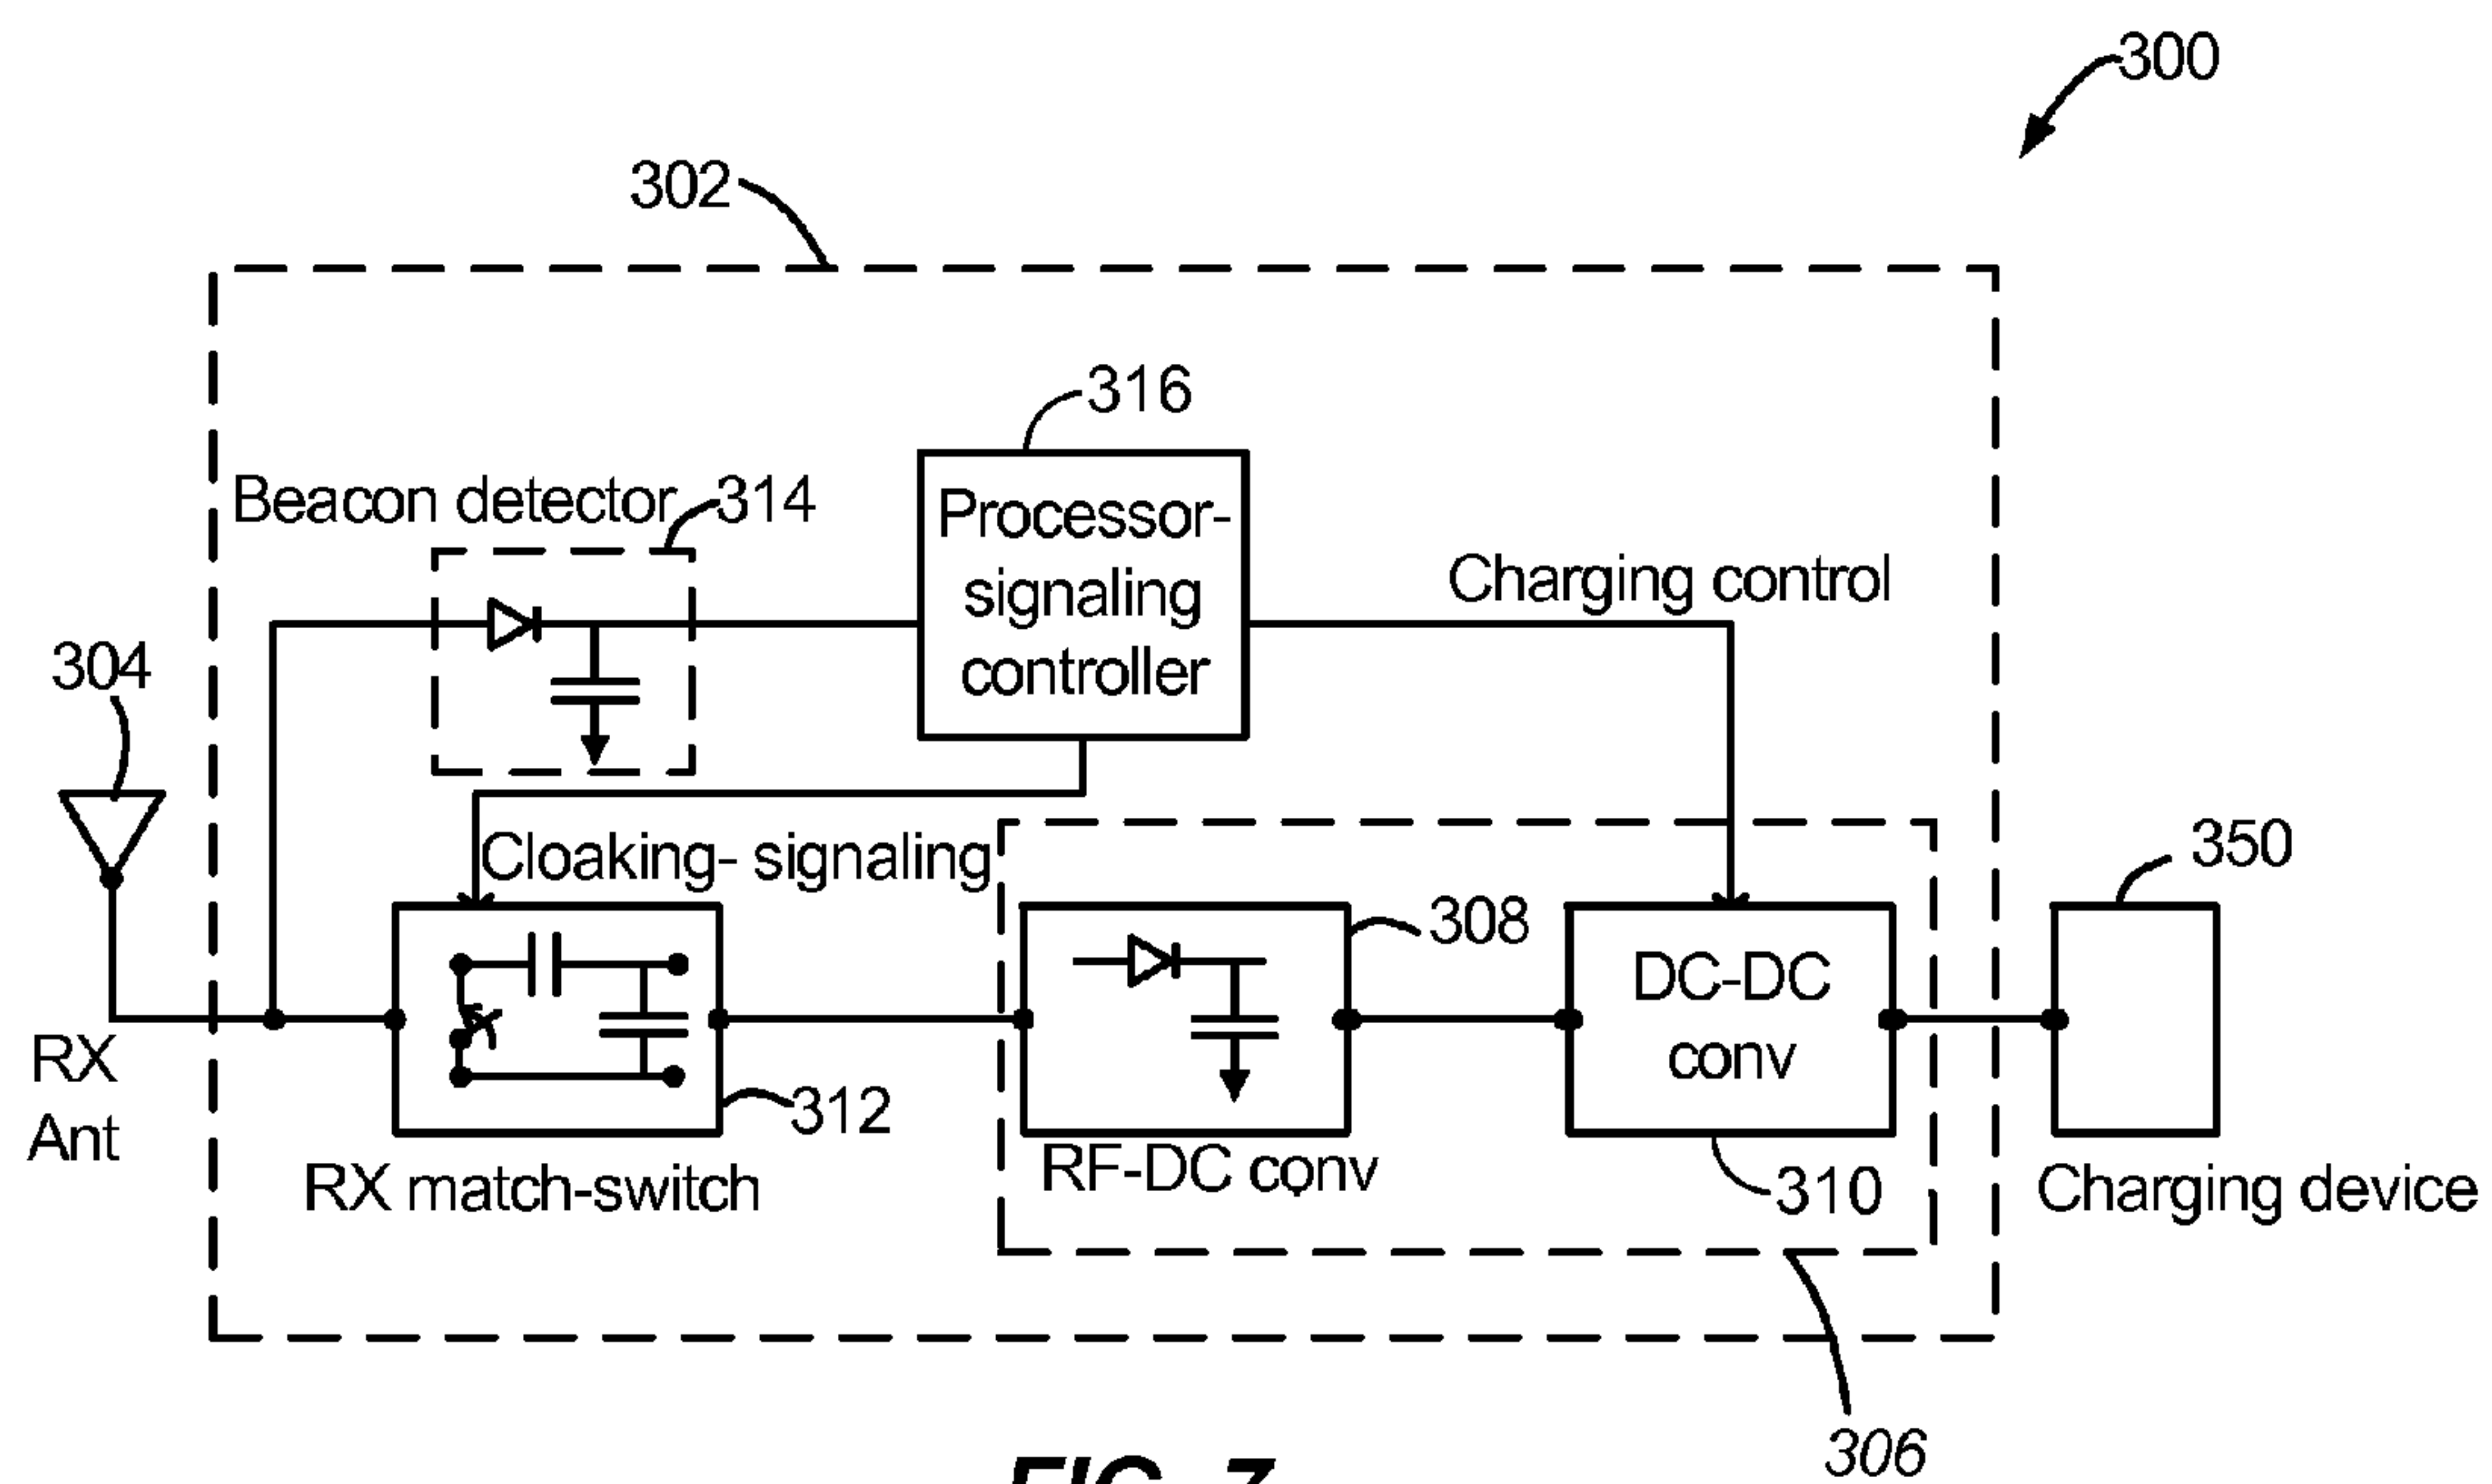 300
302
316
Beacon detector
314
Processor-
signaling
controller
Charging control
304
Cloaking- signaling
350
308
DC-DC
conv
RX
Ant
312
RX match-switch
RF-DC conv
310
Charging device
306